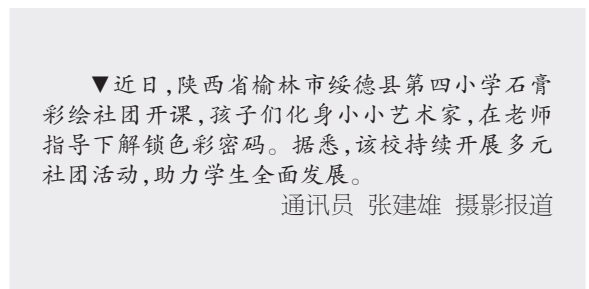 ▼近日,陕西省榆林市绥德县第四小学石膏
彩绘社团开课,孩子们化身小小艺术家,在老师
指导下解锁色彩密码。据悉,该校持续开展多元
社团活动,助力学生全面发展。
通讯员 张建雄 摄影报道